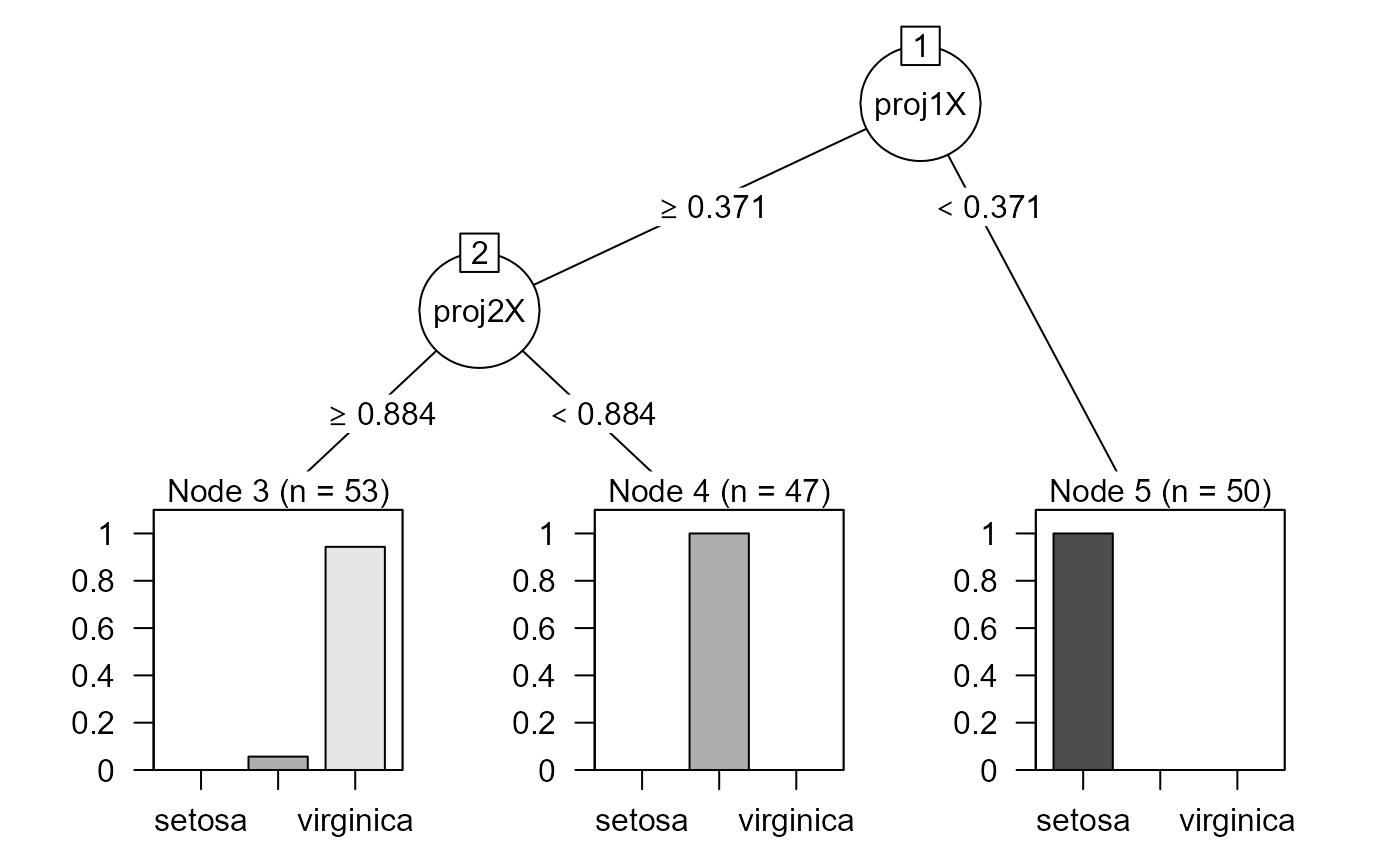 1
proj1X
≥ 0.371
< 0.371
2
proj2X
≥ 0.884
< 0.884
Node 3 (n = 53)
1
0.8
0.6
0.4
0.2
0
setosa
virginica
Node 4 (n = 47)
1
0.8
0.6
0.4
0.2
0
setosa
virginica
Node 5 (n = 50)
1
0.8
0.6
0.4
0.2
0
setosa
virginica